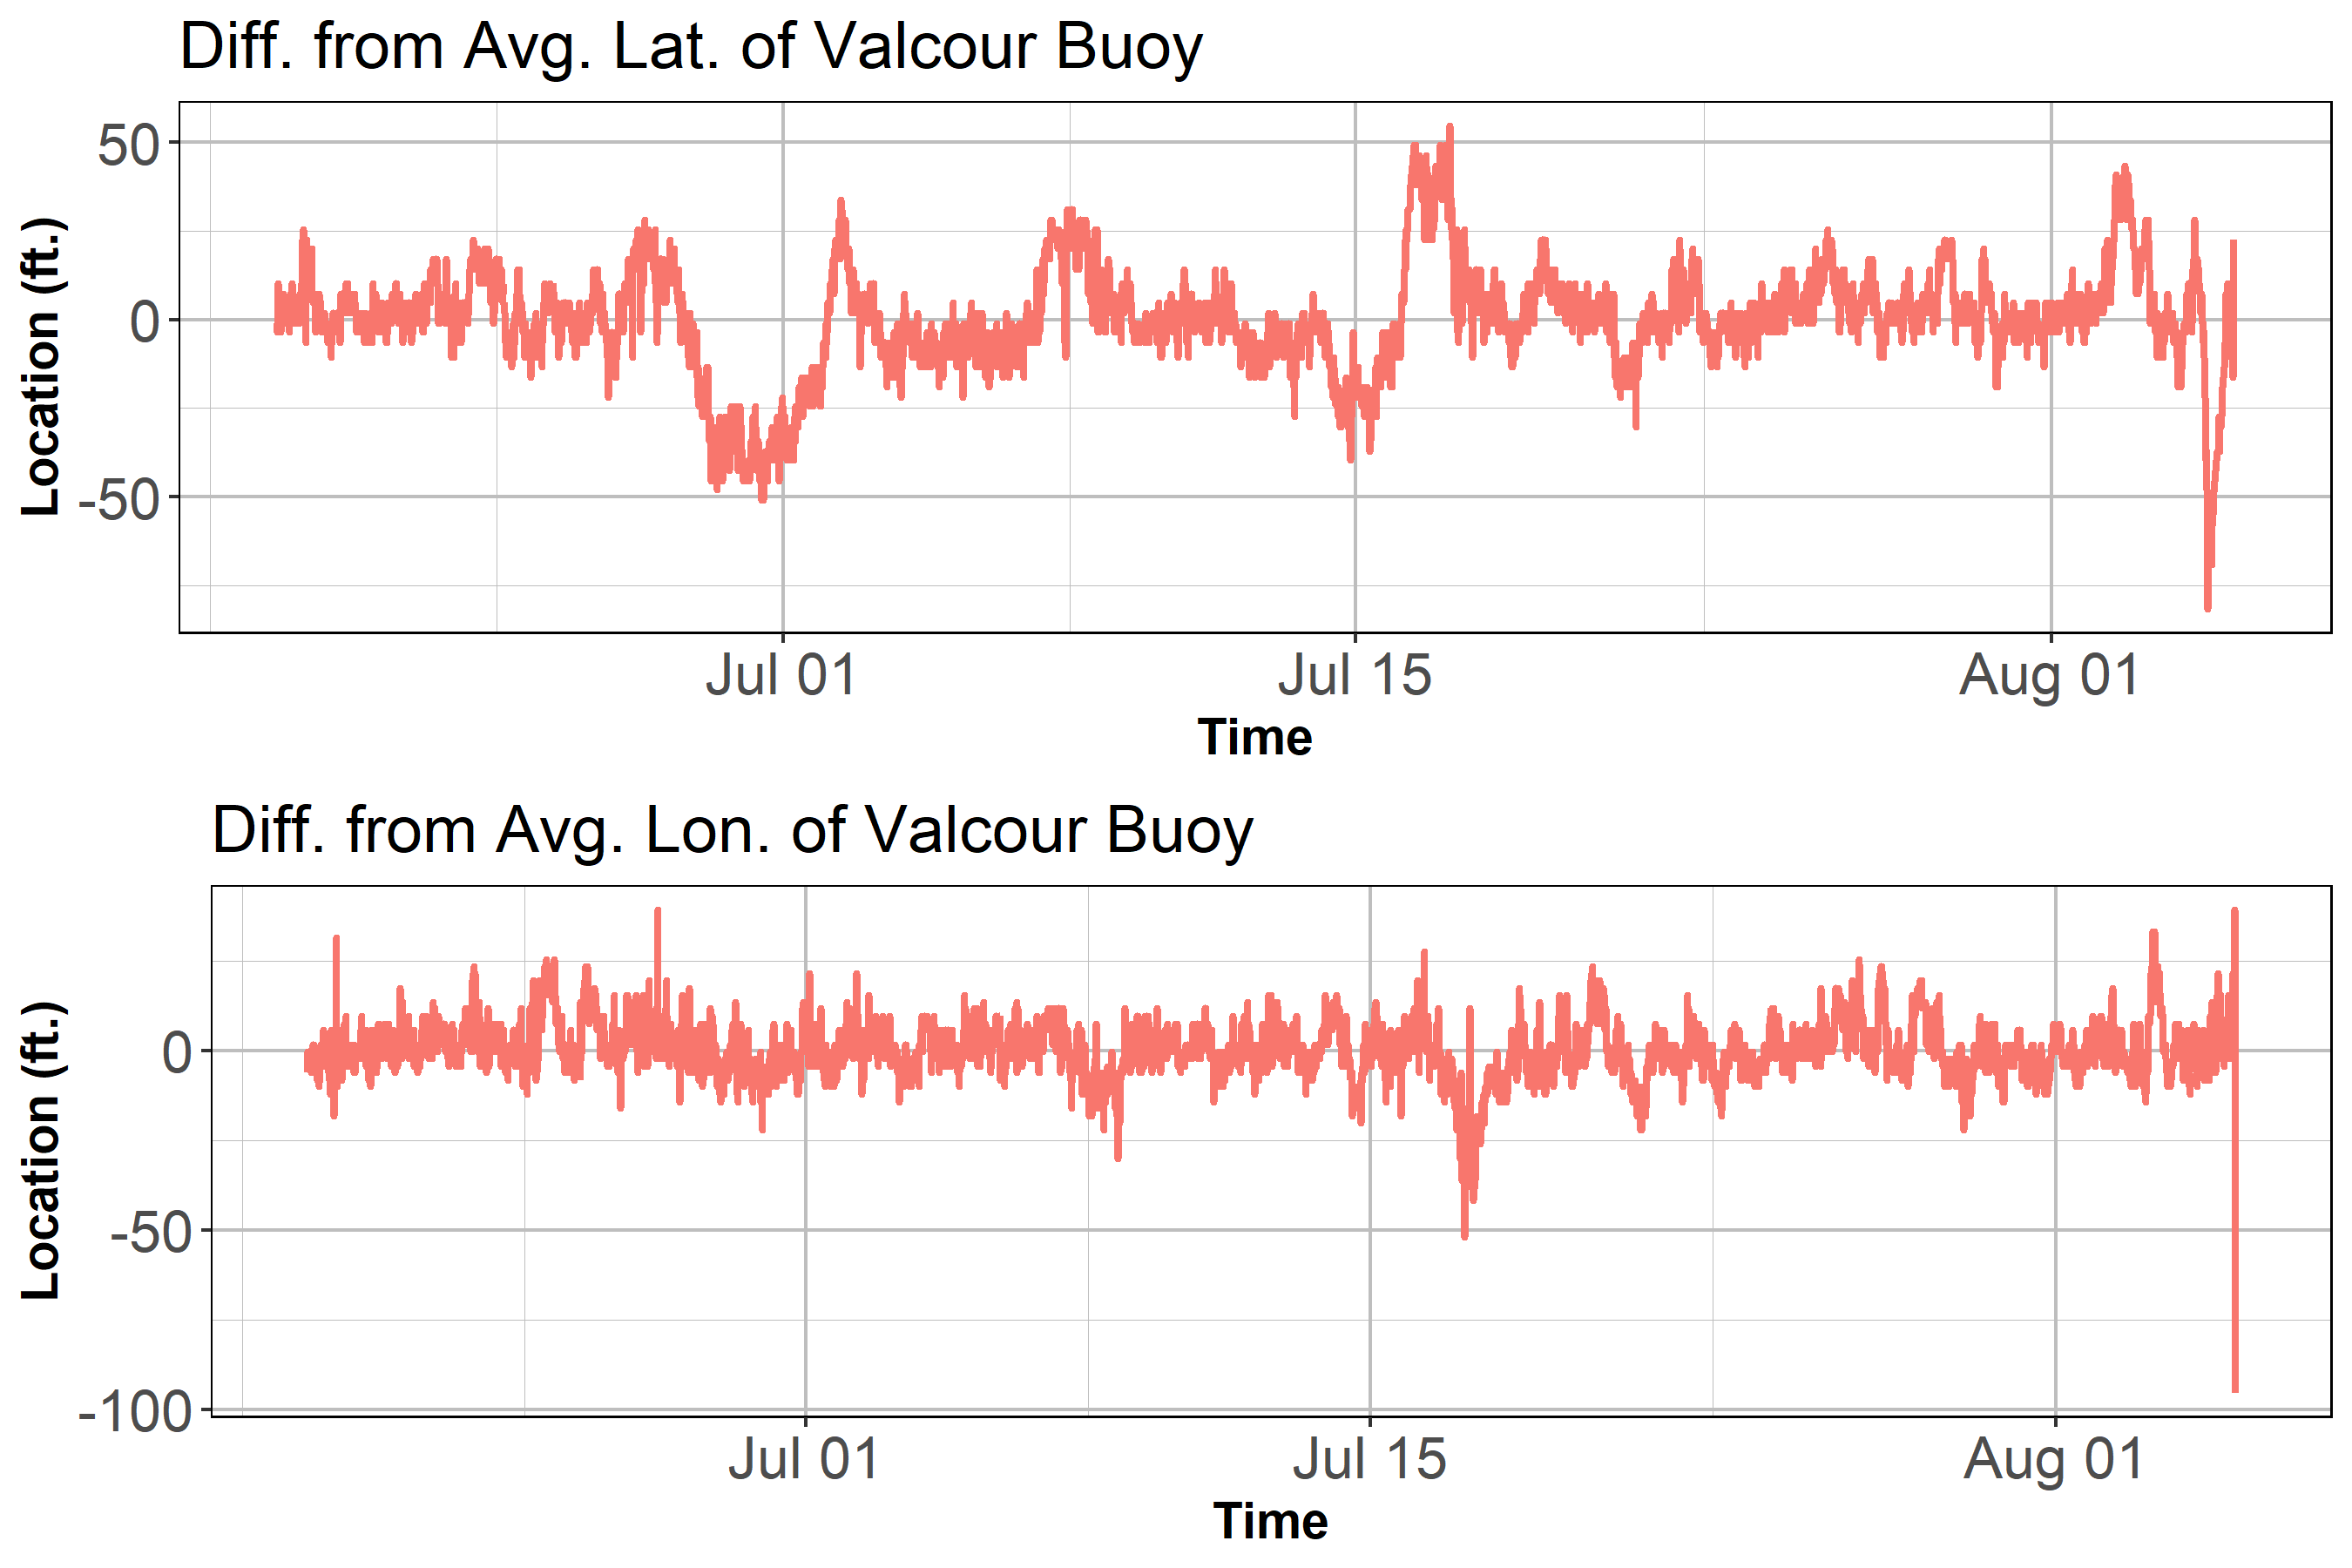 Diff. from Avg. Lat. of Valcour Buoy
Location (ft.)
50
0
-50
Jul 01 Jul 15 Aug 01
Time
Diff. from Avg. Lon. of Valcour Buoy
Location (ft.)
0
-50
-100
Jul 01 Jul 15 Aug 01
Time